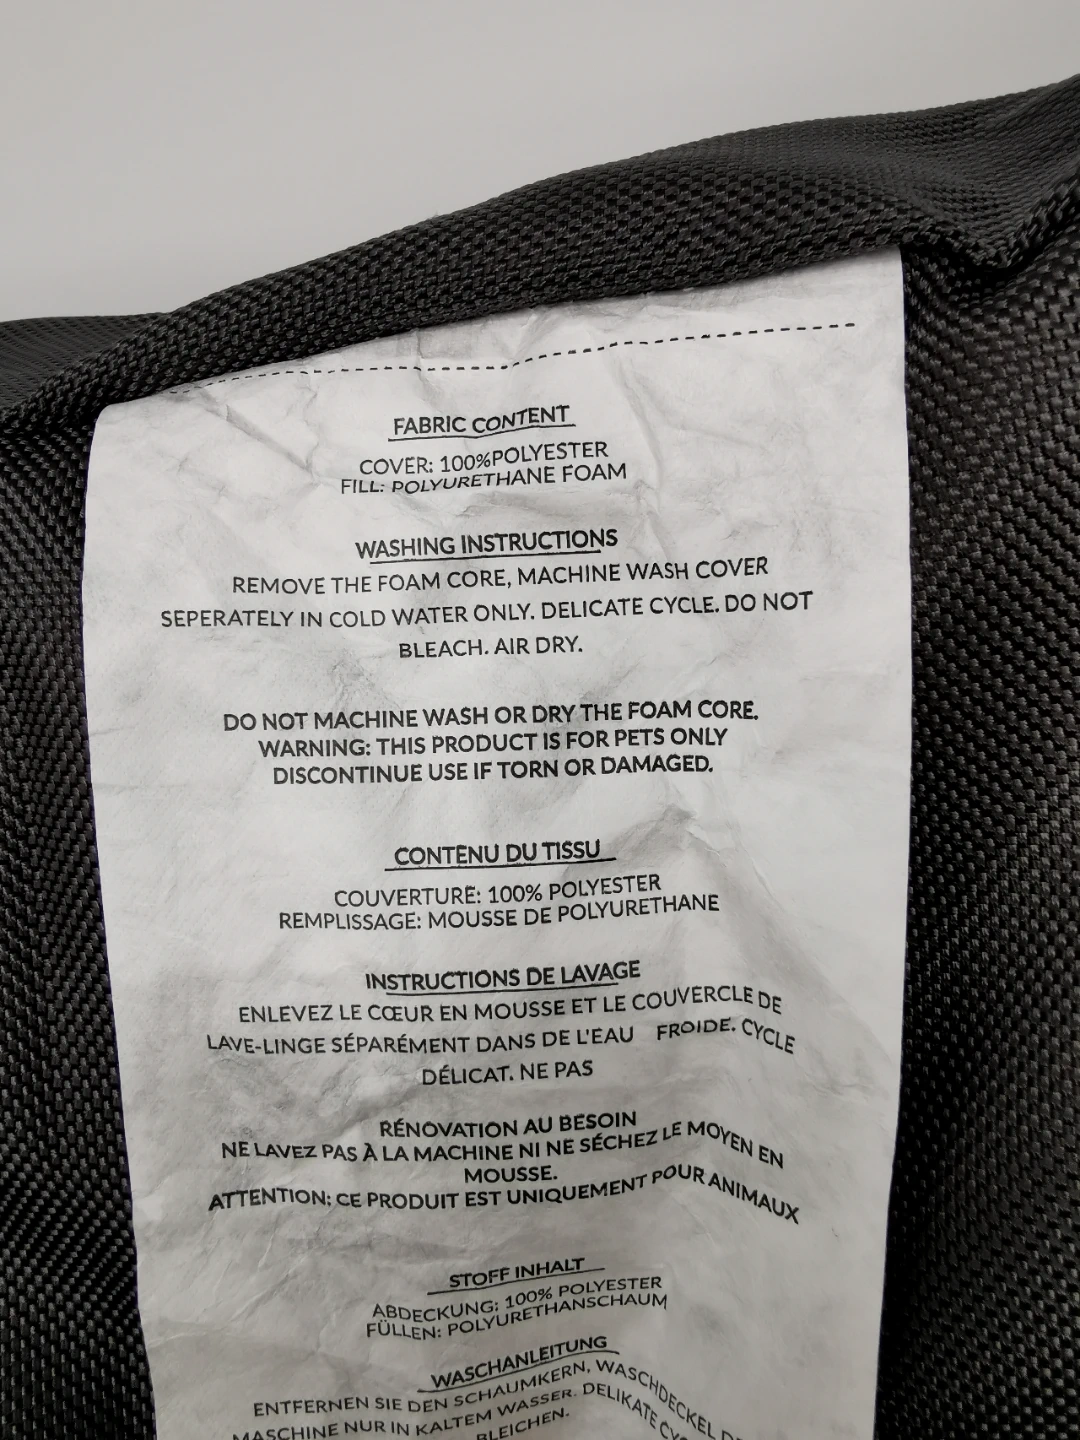 FABRIC CONTENT
COVER: 100%POLYESTER
FILL: POLYURETHANE FOAM
WASHING INSTRUCTIONS
REMOVE THE FOAM CORE, MACHINE WASH COVER
SEPERATELY IN COLD WATER ONLY. DELICATE CYCLE. DO NOT
BLEACH. AIR DRY.
DO NOT MACHINE WASH OR DRY THE FOAM CORE.
WARNING: THIS PRODUCT IS FOR PETS ONLY
DISCONTINUE USE IF TORN OR DAMAGED.
CONTENU DU TISSU
COUVERTURE: 100% POLYESTER
REMPLISSAGE: MOUSSE DE POLYURETHANE
INSTRUCTIONS DE LAVAGE
ENLEVEZ LE CŒUR EN MOUSSE ET LE COUVERCLE DE
LAVE-LINGE SÉPARÉMENT DANS DE L'EAU FROIDE. CYCLE
DÉLICAT. NE PAS
RÉNOVATION AU BESOIN
NE LAVEZ PAS À LA MACHINE NI NE SÉCHEZ LE MOYEN EN
MOUSSE.
ATTENTION: CE PRODUIT EST UNIQUEMENT POUR ANIMAUX
STOFF INHALT
ABDECKUNG: 100% POLYESTER
FÜLLEN: POLYURETHANSCHAUM
WASCHANLEITUNG
ENTFERNEN SIE DEN SCHAUMKERN, WASCHDECKEL
MASCHINE NUR IN KALTEM WASSER. DELIKATE
BLEICHEN.